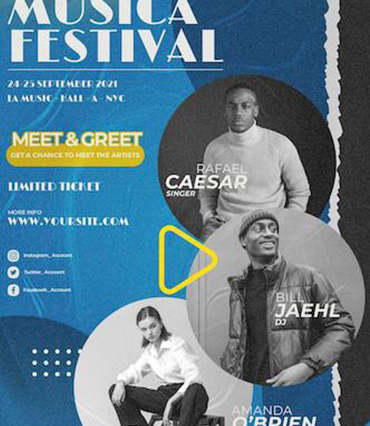 MUSICA
FESTIVAL
24-25 SEPTEMBER 2021
LA MUSIC - HALL - A - NYC
MEET & GREET
GET A CHANCE TO MEET THE ARTISTS
LIMITED TICKET
MORE INFO
WWW.YOURSITE.COM
Instagram_Account
Twitter_Account
Facebook_Account
RAFAEL
CAESAR
SINGER
BILL
JAEHL
DJ
AMANDA
O'BRIEN